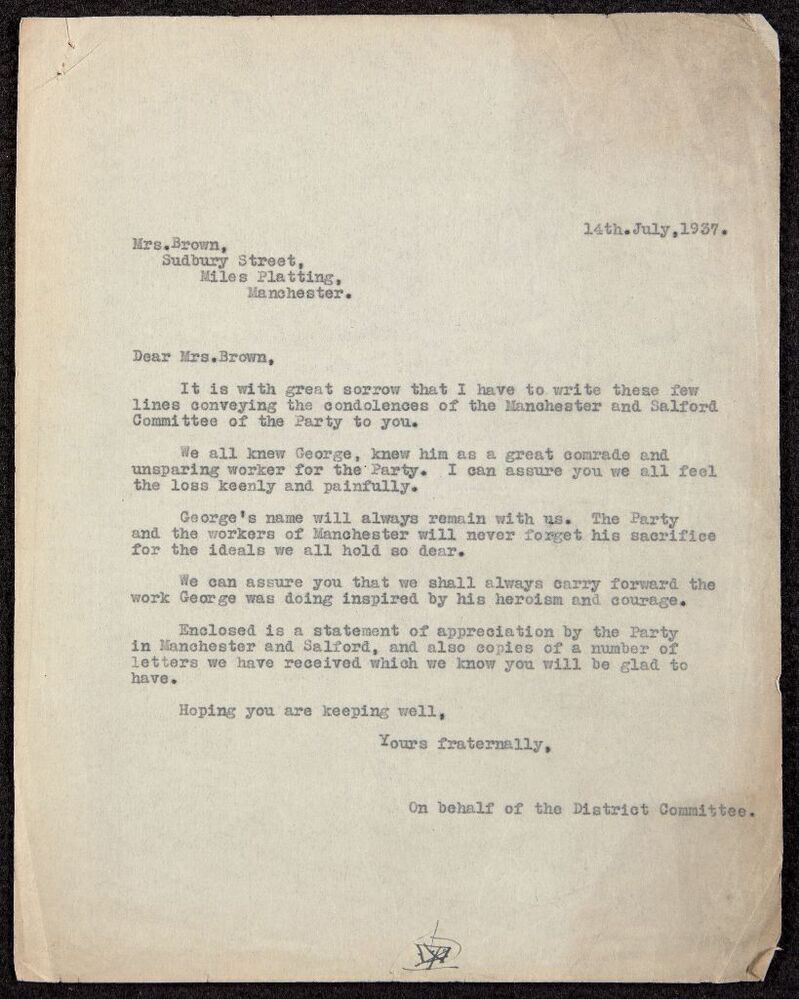 14th.July,1937.
Mrs.Brown,
Sudbury Street,
Miles Platting,
Manchester.
Dear Mrs.Brown,
It is with great sorrow that I have to write these few
lines conveying the condolences of the Manchester and Salford
Committee of the Party to you.
We all knew George, knew him as a great comrade and
unsparing worker for the Party. I can assure you we all feel
the loss keenly and painfully.
George's name will always remain with us. The Party
and the workers of Manchester will never forget his sacrifice
for the ideals we all hold so dear.
We can assure you that we shall always carry forward the
work George was doing inspired by his heroism and courage.
Enclosed is a statement of appreciation by the Party
in Manchester and Salford, and also copies of a number of
letters we have received which we know you will be glad to
have.
Hoping you are keeping well,
Yours fraternally,
On behalf of the District Committee.